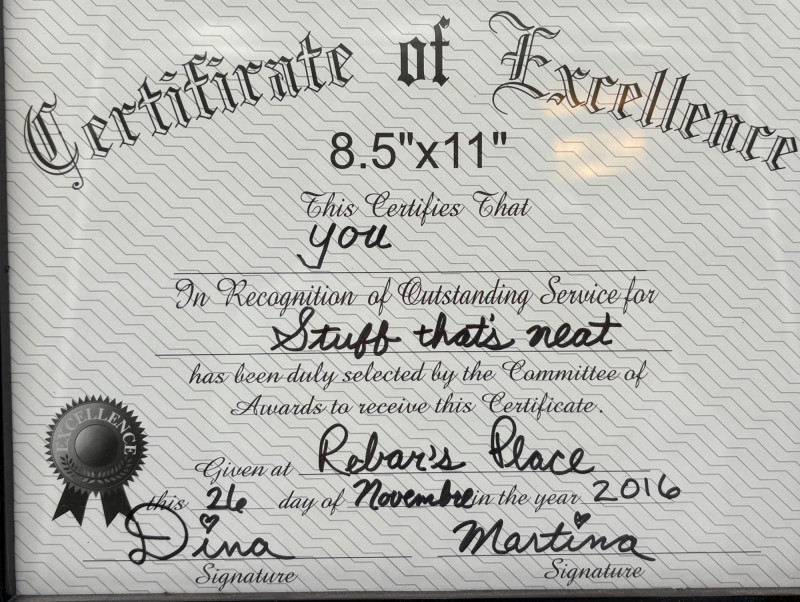 Certificate of Excellence
8.5"x11"
This Certifies That
you
In Recognition of Outstanding Service for
Stuff that's neat
has been duly selected by the Committee of
Awards to receive this Certificate.
EXCELLENCE
Given at Rebar's Place
this 26 day of Novembre in the year 2016
Dina Martina
Signature Signature